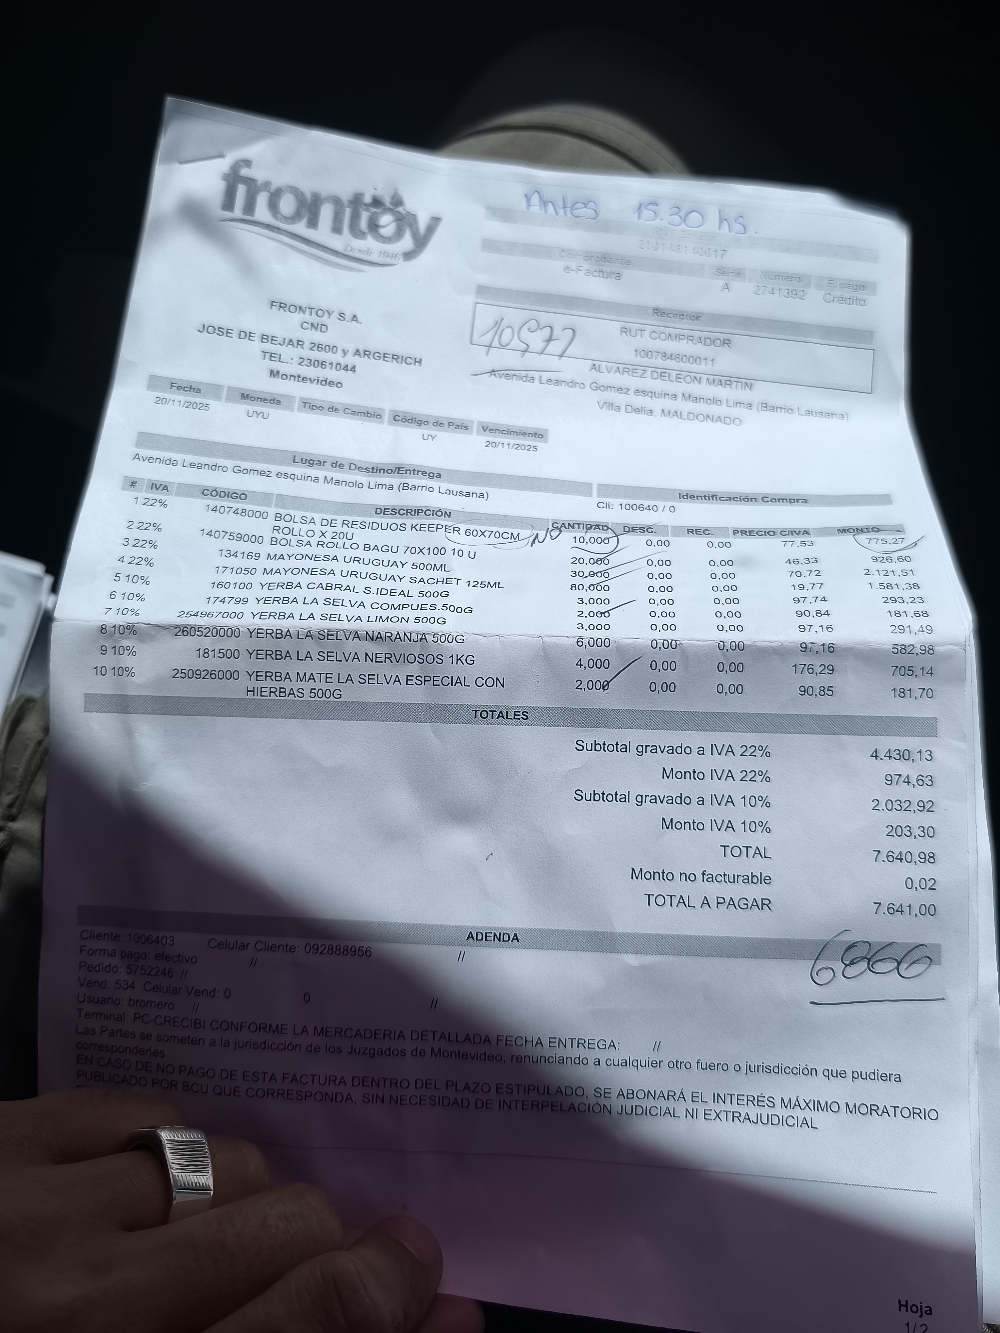 frontoy
Desde 1946
Antes 15.30 hs.
Comprobante Serie Número F. pago
e-Factura A 2741392 Crédito
FRONTOY S.A.
CND
JOSE DE BEJAR 2600 y ARGERICH
TEL.: 23061044
Montevideo
Receptor
10577
RUT COMPRADOR
100784600011
ALVAREZ DELEON MARTIN
Avenida Leandro Gomez esquina Manolo Lima (Barrio Lausana)
Villa Delia, MALDONADO
Fecha Moneda Tipo de Cambio Código de País Vencimiento
20/11/2025 UYU UY 20/11/2025
Lugar de Destino/Entrega
Avenida Leandro Gomez esquina Manolo Lima (Barrio Lausana)
Identificación Compra
Cli: 100640 / 0
# IVA CÓDIGO DESCRIPCIÓN CANTIDAD DESC. REC. PRECIO C/IVA MONTO
1 22% 140748000 BOLSA DE RESIDUOS KEEPER 60X70CM NO 10,000 0,00 0,00 77,53 775,27
ROLLO X 20U
2 22% 140759000 BOLSA ROLLO BAGU 70X100 10 U 20,000 0,00 0,00 46,33 926,60
3 22% 134169 MAYONESA URUGUAY 500ML 30,000 0,00 0,00 70,72 2.121,51
4 22% 171050 MAYONESA URUGUAY SACHET 125ML 80,000 0,00 0,00 19,77 1.581,38
5 10% 160100 YERBA CABRAL S.IDEAL 500G 3,000 0,00 0,00 97,74 293,23
6 10% 174799 YERBA LA SELVA COMPUES.500G 2,000 0,00 0,00 90,84 181,68
7 10% 254967000 YERBA LA SELVA LIMON 500G 3,000 0,00 0,00 97,16 291,49
8 10% 260520000 YERBA LA SELVA NARANJA 500G 6,000 0,00 0,00 97,16 582,98
9 10% 181500 YERBA LA SELVA NERVIOSOS 1KG 4,000 0,00 0,00 176,29 705,14
10 10% 250926000 YERBA MATE LA SELVA ESPECIAL CON 2,000 0,00 0,00 90,85 181,70
HIERBAS 500G
TOTALES
Subtotal gravado a IVA 22% 4.430,13
Monto IVA 22% 974,63
Subtotal gravado a IVA 10% 2.032,92
Monto IVA 10% 203,30
TOTAL 7.640,98
Monto no facturable 0,02
TOTAL A PAGAR 7.641,00
ADENDA
6866
Cliente: 1006403 Celular Cliente: 092888956 //
Forma pago: efectivo //
Pedido: 5752246 //
Vend: 534 Celular Vend: 0 0 //
Usuario: bromero //
Terminal: PC-CRECIBI CONFORME LA MERCADERIA DETALLADA FECHA ENTREGA: //
Las Partes se someten a la jurisdicción de los Juzgados de Montevideo, renunciando a cualquier otro fuero o jurisdicción que pudiera
corresponderles
EN CASO DE NO PAGO DE ESTA FACTURA DENTRO DEL PLAZO ESTIPULADO, SE ABONARÁ EL INTERÉS MÁXIMO MORATORIO
PUBLICADO POR BCU QUE CORRESPONDA, SIN NECESIDAD DE INTERPELACIÓN JUDICIAL NI EXTRAJUDICIAL
Hoja
1/2